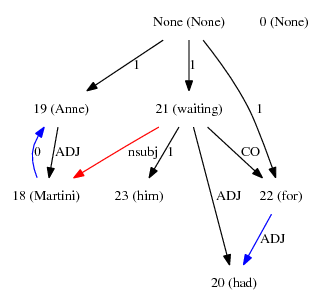 None (None) 0 (None)
1 1
19 (Anne) 21 (waiting) 1
0 ADJ nsubj 1 CO
18 (Martini) 23 (him) ADJ 22 (for)
ADJ
20 (had)